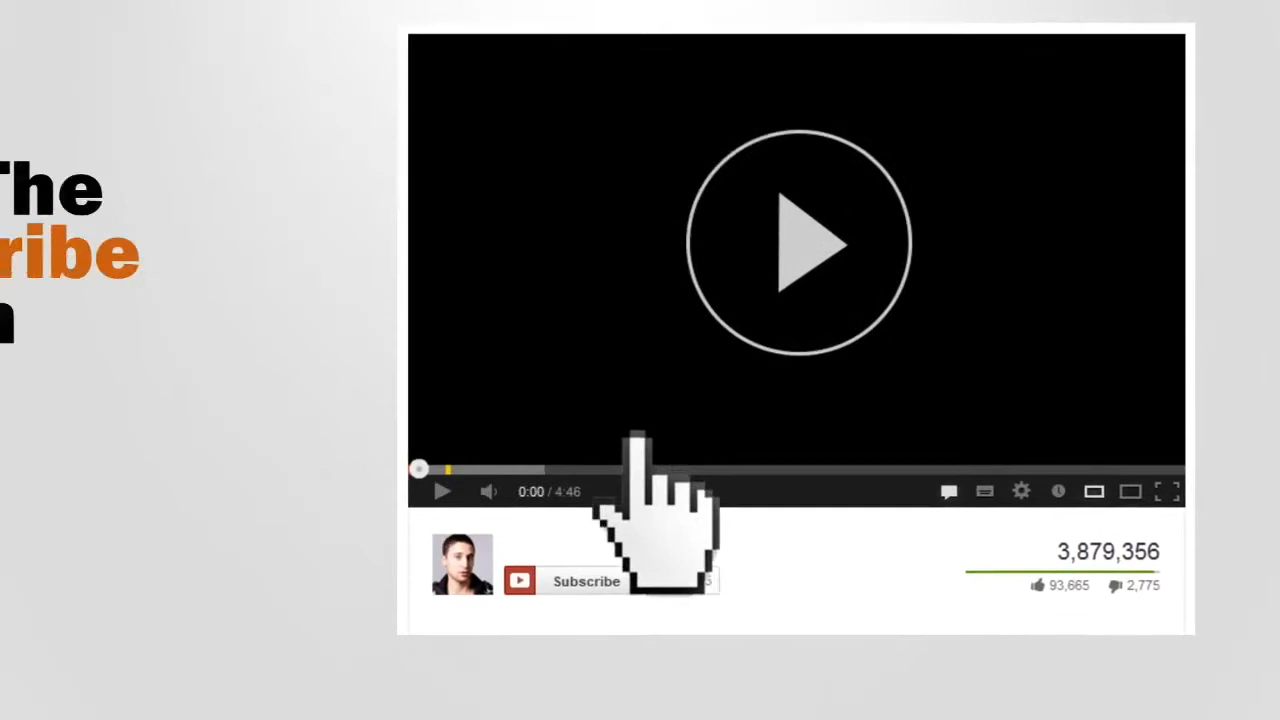 The
ribe
0:00 / 4:46
3,879,356
Subscribe
93,665 2,775